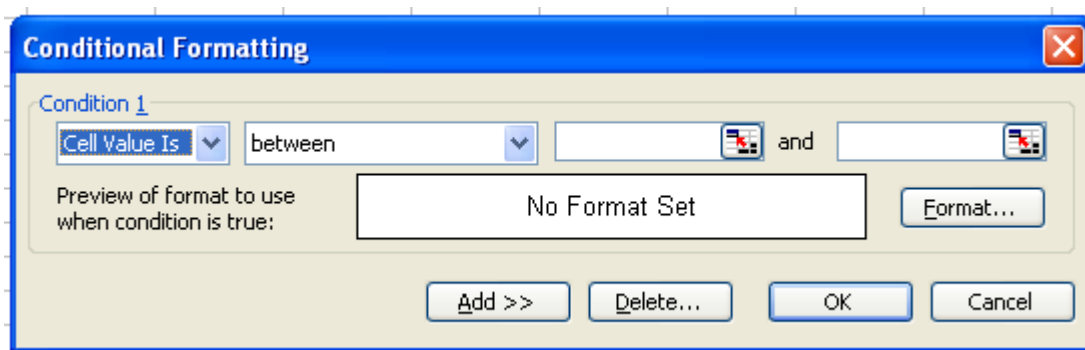 Conditional Formatting
Condition 1
Cell Value Is between and
Preview of format to use
when condition is true:
No Format Set
Format...
Add >> Delete... OK Cancel